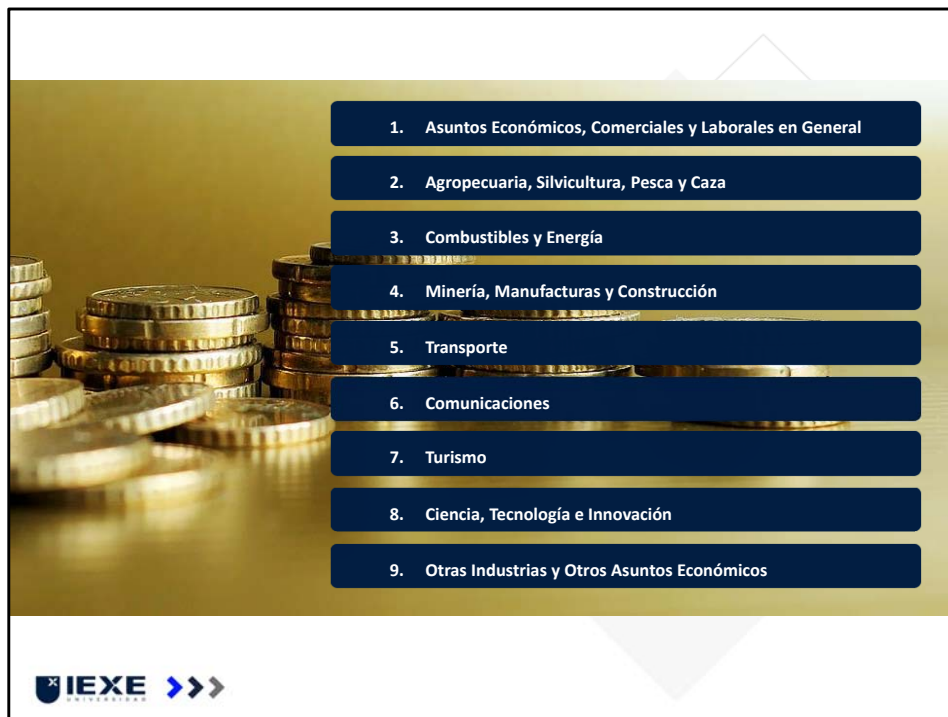 1. Asuntos Económicos, Comerciales y Laborales en General
2. Agropecuaria, Silvicultura, Pesca y Caza
3. Combustibles y Energía
4. Minería, Manufacturas y Construcción
5. Transporte
6. Comunicaciones
7. Turismo
8. Ciencia, Tecnología e Innovación
9. Otras Industrias y Otros Asuntos Económicos
IEXE
UNIVERSIDAD